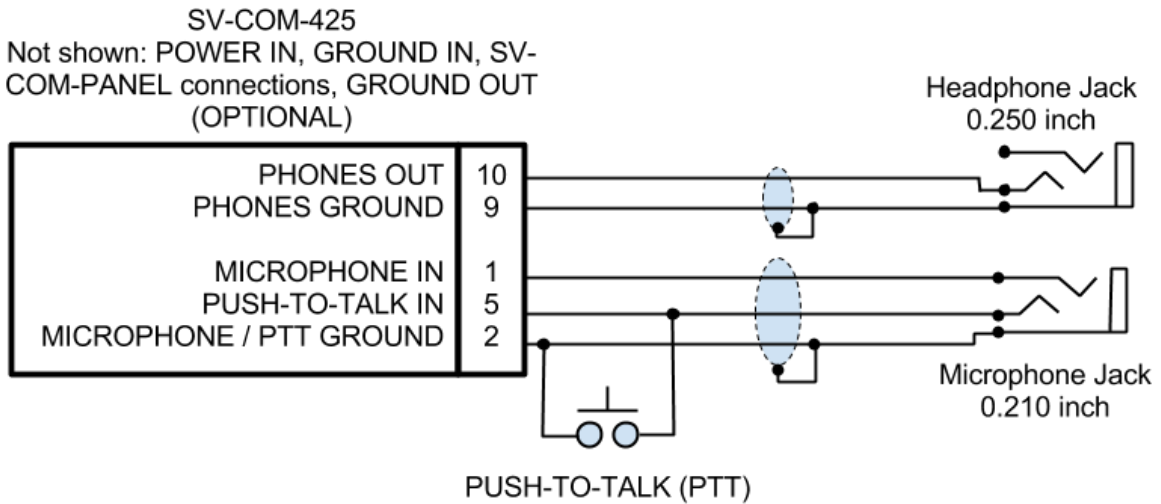 SV-COM-425
Not shown: POWER IN, GROUND IN, SV-
COM-PANEL connections, GROUND OUT
(OPTIONAL)
Headphone Jack
0.250 inch
PHONES OUT 10
PHONES GROUND 9
MICROPHONE IN 1
PUSH-TO-TALK IN 5
MICROPHONE / PTT GROUND 2
Microphone Jack
0.210 inch
PUSH-TO-TALK (PTT)